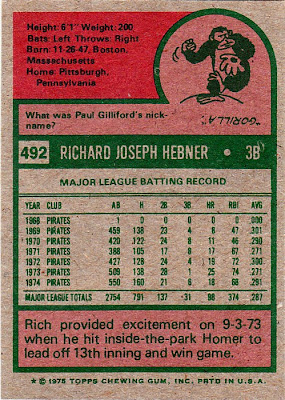 Height: 6'1" Weight: 200
Bats: Left Throws: Right
Born: 11-26-47, Boston,
Massachusetts
Home: Pittsburgh,
Pennsylvania
What was Paul Gilliford's nick-
name?
"GORILLA":A
492 RICHARD JOSEPH HEBNER • 3B
MAJOR LEAGUE BATTING RECORD
YEAR CLUB AB H 2B 3B HR RBI AVG.
1968 PIRATES 1 0 0 0 0 0 .000
1969 PIRATES 459 138 23 4 8 47 .301
1970 PIRATES 420 122 24 8 11 46 .290
1971 PIRATES 388 105 17 8 17 67 .271
1972 PIRATES 427 128 24 4 19 72 .300
1973 PIRATES 509 138 28 1 25 74 .271
1974 PIRATES 550 160 21 6 18 68 .291
MAJOR LEAGUE TOTALS 2754 791 137 31 98 374 .287
Rich provided excitement on 9-3-73
when he hit inside-the-park Homer to
lead off 13th inning and win game.
★ © 1975 TOPPS CHEWING GUM, INC. PRTD IN U.S.A.